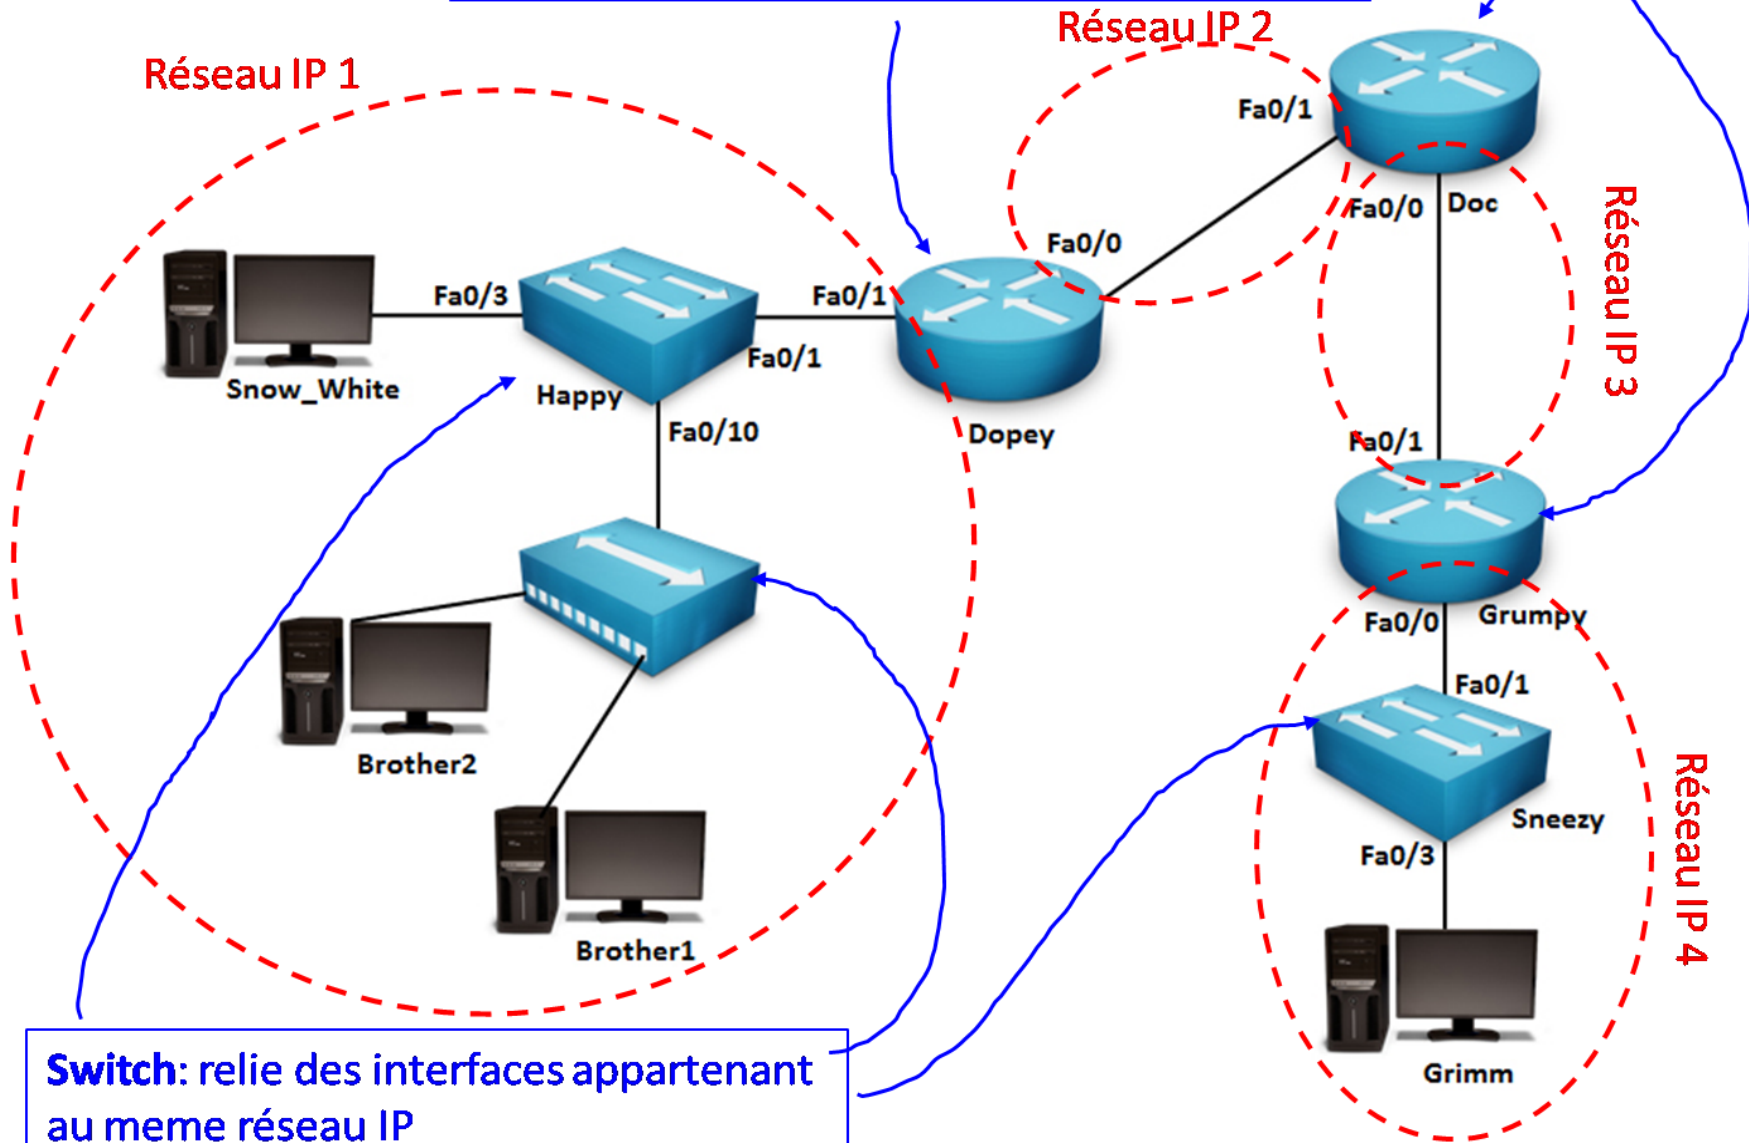 Réseau IP 2
Réseau IP 1
Fa0/1
Fa0/0
Doc
Réseau IP 3
Fa0/0
Fa0/3
Fa0/1
Fa0/1
Snow_White
Happy
Dopey
Fa0/10
Fa0/1
Fa0/0
Grumpy
Fa0/1
Brother2
Sneezy
Réseau IP 4
Fa0/3
Brother1
Grimm
Switch: relie des interfaces appartenant
au meme réseau IP